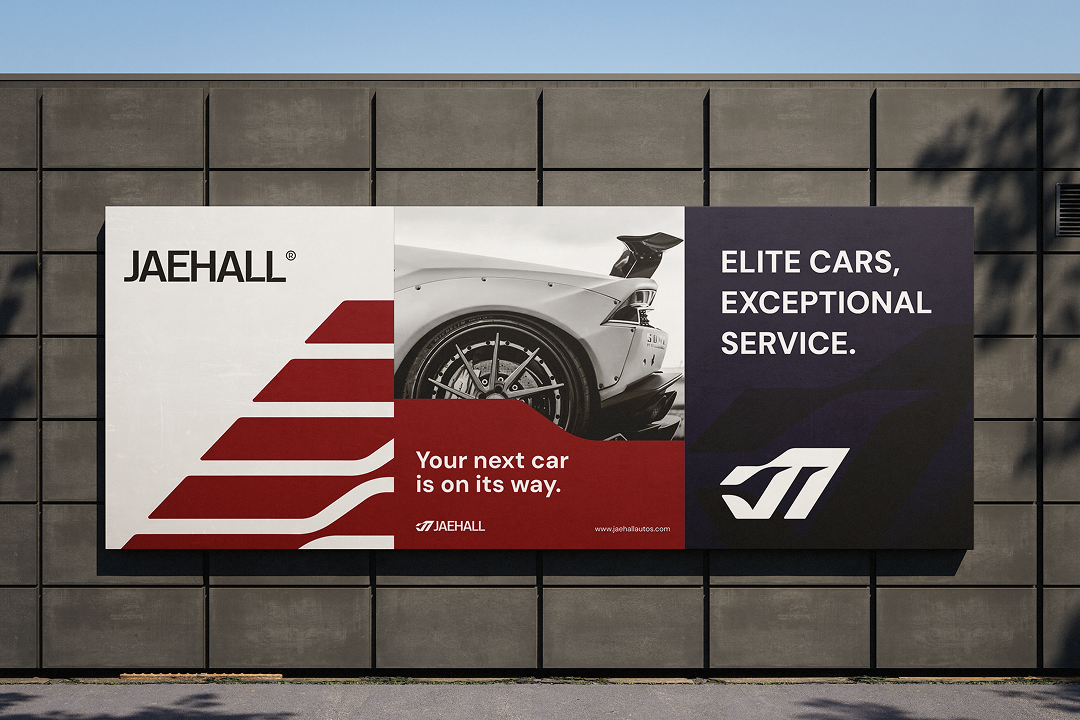 JAEHALL®
Your next car
is on its way.
JAEHALL
www.jaehallautos.com
ELITE CARS,
EXCEPTIONAL
SERVICE.